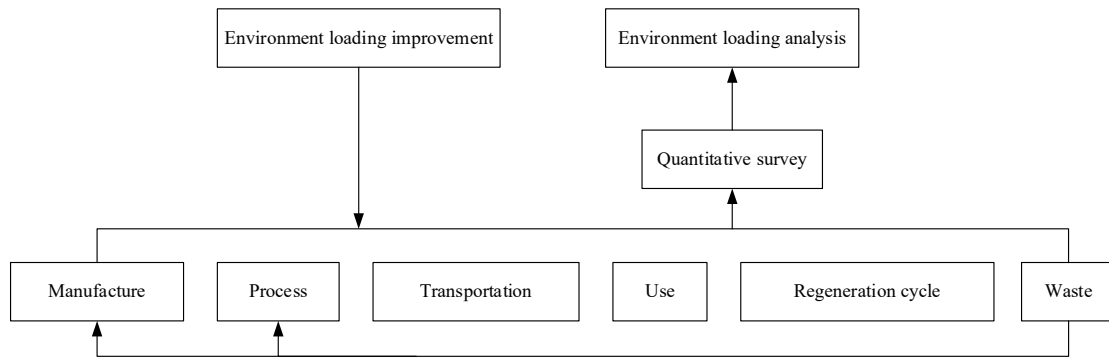 Environment loading improvement
Environment loading analysis
Quantitative survey
Manufacture
Process
Transportation
Use
Regeneration cycle
Waste